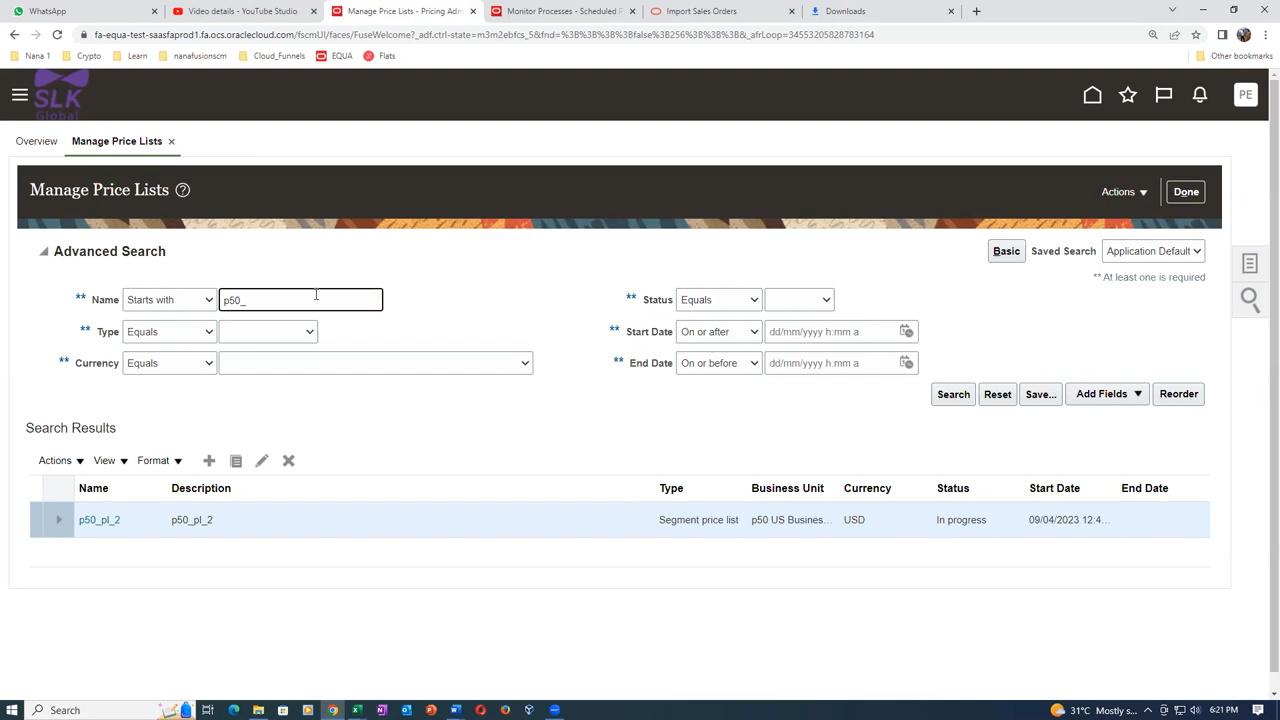 WhatsApp
Video details - YouTube Studio
Manage Price Lists - Pricing Adm
Monitor Processes - Scheduled P
Import Sales Orders
Downloads
fa-equa-test-saasfaprod1.fa.ocs.oraclecloud.com/fscmUI/faces/FuseWelcome?_adf.ctrl-state=m3m2ebfcs_5&fnd=%3B%3B%3B%3Bfalse%3B256%3B%3B%3B&_afrLoop=34553205828783164
Nana 1 Crypto Learn nanafusionscm Cloud_Funnels EQUA Flats Other bookmarks
SLK
Global
PE
Overview Manage Price Lists
Manage Price Lists ? Actions Done
Advanced Search Basic Saved Search Application Default
** At least one is required
** Name Starts with p50_ ** Status Equals
** Type Equals ** Start Date On or after dd/mm/yyyy h:mm a
** Currency Equals ** End Date On or before dd/mm/yyyy h:mm a
Search Reset Save... Add Fields Reorder
Search Results
Actions View Format
Name Description Type Business Unit Currency Status Start Date End Date
p50_pl_2 p50_pl_2 Segment price list p50 US Busines... USD In progress 09/04/2023 12:4...
Search 31°C Mostly s... 6:21 PM